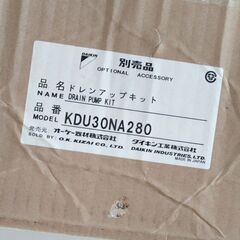 DAIKIN
別売品
OPTIONAL ACCESSORY
品名 ドレンアップキット
NAME DRAIN PUMP KIT
品番
MODEL KDU30NA280
発売元 オーケー器材株式会社 ダイキン工業株式会社
SOLD BY O.K. KIZAI CO., LTD. DAIKIN INDUSTRIES, LTD.
MADE IN JAPAN